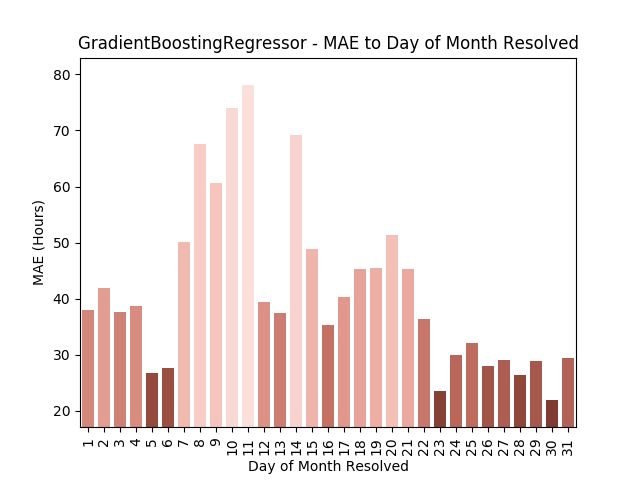 GradientBoostingRegressor - MAE to Day of Month Resolved
80
70
60
50
40
30
20
MAE (Hours)
1 2 3 4 5 6 7 8 9 10 11 12 13 14 15 16 17 18 19 20 21 22 23 24 25 26 27 28 29 30 31
Day of Month Resolved